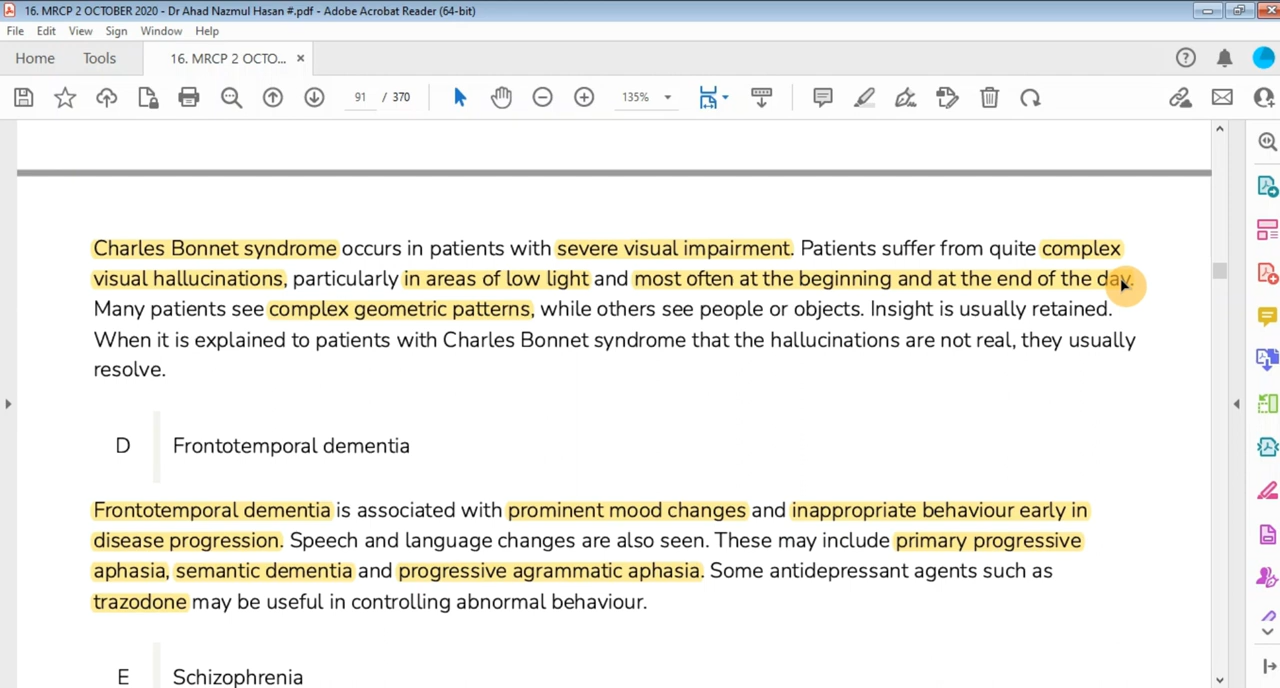 16. MRCP 2 OCTOBER 2020 - Dr Ahad Nazmul Hasan #.pdf - Adobe Acrobat Reader (64-bit)
File Edit View Sign Window Help
Home Tools 16. MRCP 2 OCTO... ×
91 / 370 135%
Charles Bonnet syndrome occurs in patients with severe visual impairment. Patients suffer from quite complex
visual hallucinations, particularly in areas of low light and most often at the beginning and at the end of the day.
Many patients see complex geometric patterns, while others see people or objects. Insight is usually retained.
When it is explained to patients with Charles Bonnet syndrome that the hallucinations are not real, they usually
resolve.
D Frontotemporal dementia
Frontotemporal dementia is associated with prominent mood changes and inappropriate behaviour early in
disease progression. Speech and language changes are also seen. These may include primary progressive
aphasia, semantic dementia and progressive agrammatic aphasia. Some antidepressant agents such as
trazodone may be useful in controlling abnormal behaviour.
E Schizophrenia